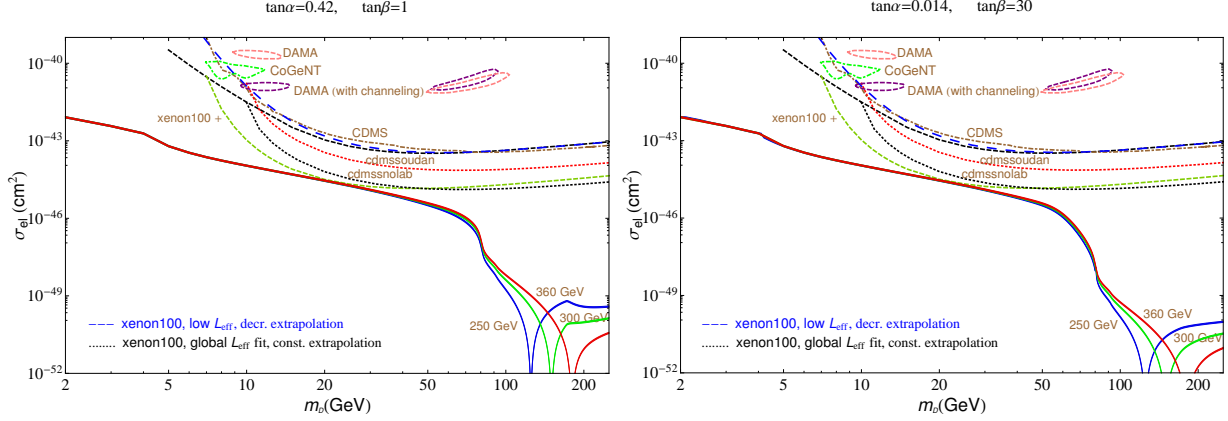 tanα=0.42, tanβ=1
10⁻⁴⁰
10⁻⁴³
10⁻⁴⁶
10⁻⁴⁹
10⁻⁵²
σel (cm²)
DAMA
CoGeNT
DAMA (with channeling)
xenon100 +
CDMS
cdmssoudan
cdmssnolab
360 GeV
300 GeV
250 GeV
xenon100, low Leff, decr. extrapolation
xenon100, global Leff fit, const. extrapolation
2 5 10 20 50 100 200
mD(GeV)
tanα=0.014, tanβ=30
10⁻⁴⁰
10⁻⁴³
10⁻⁴⁶
10⁻⁴⁹
10⁻⁵²
σel (cm²)
DAMA
CoGeNT
DAMA (with channeling)
xenon100 +
CDMS
cdmssoudan
cdmssnolab
360 GeV
250 GeV
300 GeV
xenon100, low Leff, decr. extrapolation
xenon100, global Leff fit, const. extrapolation
2 5 10 20 50 100 200
mD(GeV)